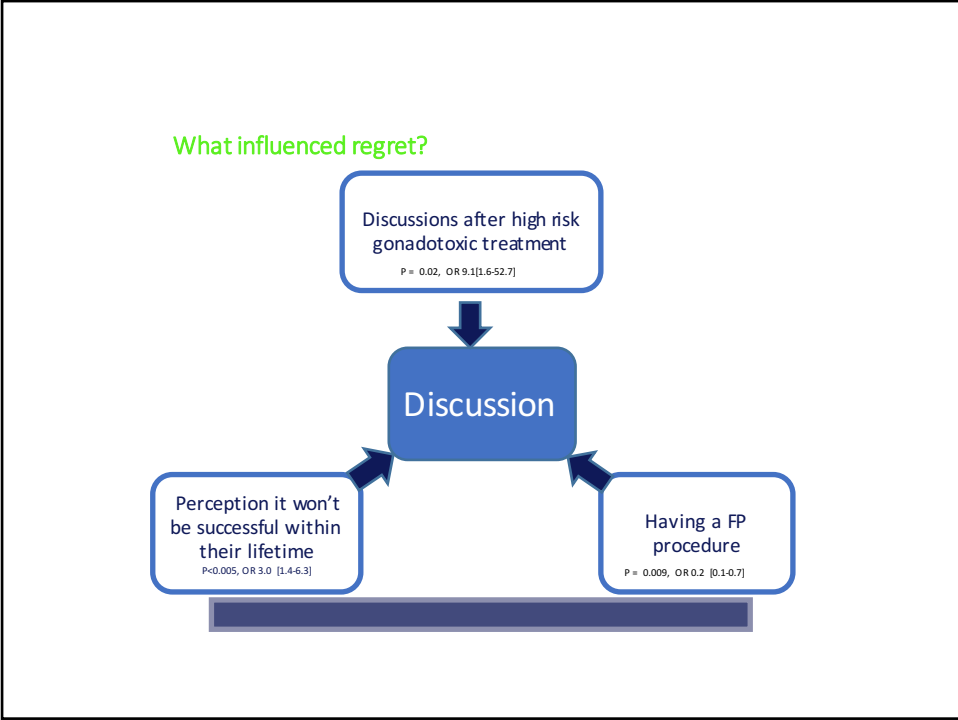 What influenced regret?
Discussions after high risk
gonadotoxic treatment
P = 0.02, OR 9.1[1.6-52.7]
Discussion
Perception it won't
be successful within
their lifetime
P<0.005, OR 3.0 [1.4-6.3]
Having a FP
procedure
P = 0.009, OR 0.2 [0.1-0.7]